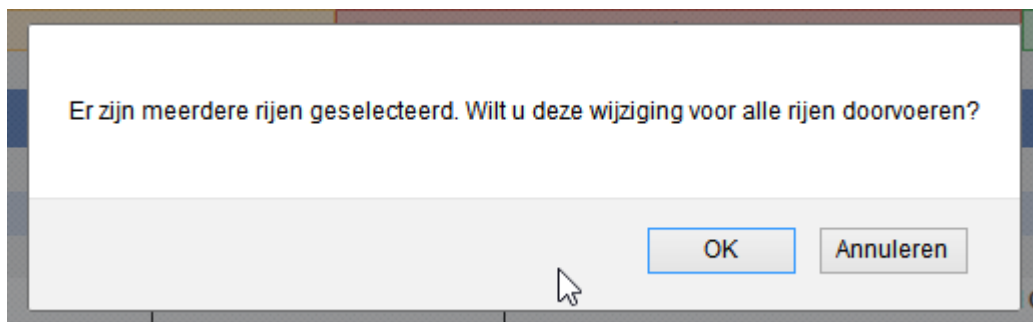 Er zijn meerdere rijen geselecteerd. Wilt u deze wijziging voor alle rijen doorvoeren?
OK
Annuleren